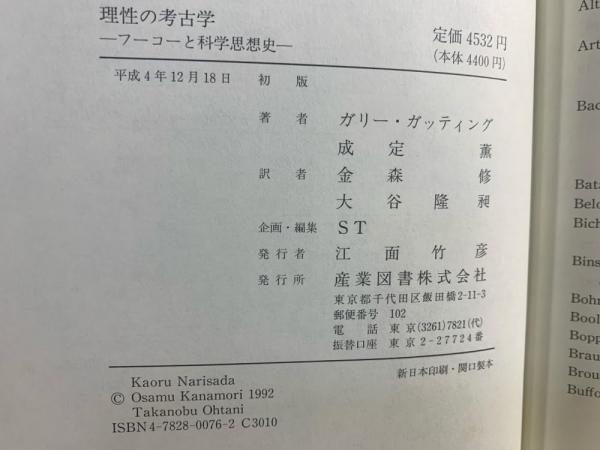 理性の考古学
―フーコーと科学思想史―
定価 4532円
(本体 4400円)
平成4年12月18日 初版
著者 ガリー・ガッティング
成定薫
訳者 金森修
大谷隆昶
企画・編集 ST
発行者 江面竹彦
発行所 産業図書株式会社
東京都千代田区飯田橋2-11-3
郵便番号 102
電話 東京(3261)7821(代)
振替口座 東京 2-27724番
Kaoru Narisada
© Osamu Kanamori 1992
Takanobu Ohtani
ISBN4-7828-0076-2 C3010
新日本印刷・関口製本
Bata
Belo
Bich
Bins
Bohr
Bool
Bopp
Brau
Brou
Buffo